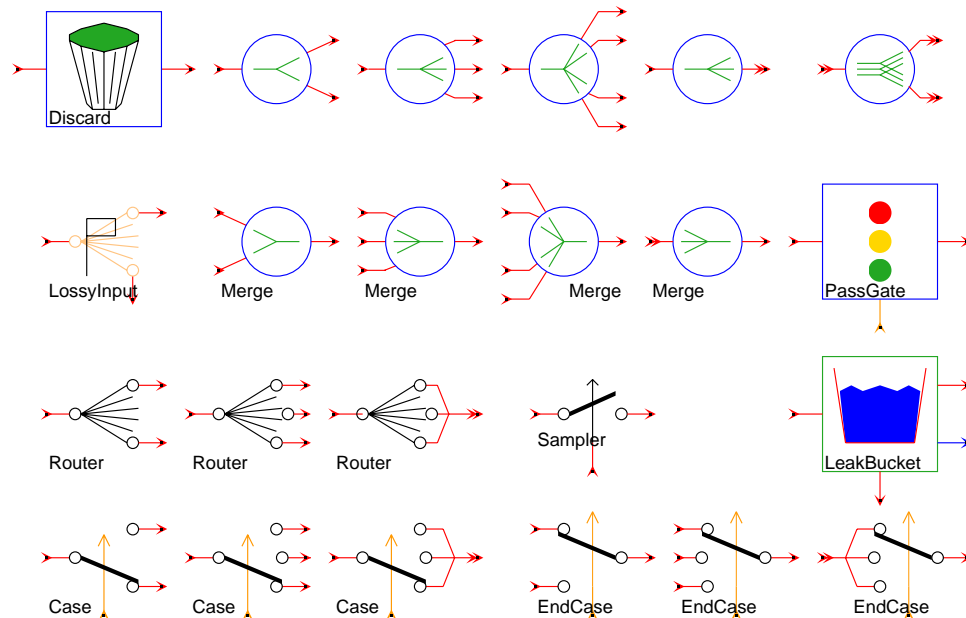 Discard
LossyInput
Merge
Merge
Merge
Merge
PassGate
Router
Router
Router
Sampler
LeakBucket
Case
Case
Case
EndCase
EndCase
EndCase